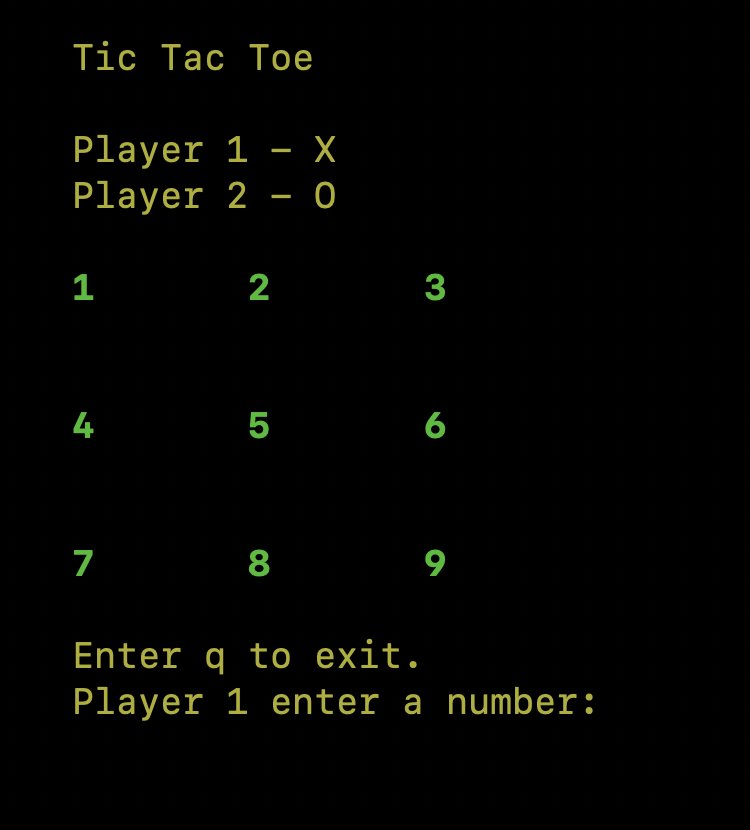 Tic Tac Toe
Player 1 – X
Player 2 – O
1 2 3
4 5 6
7 8 9
Enter q to exit.
Player 1 enter a number: